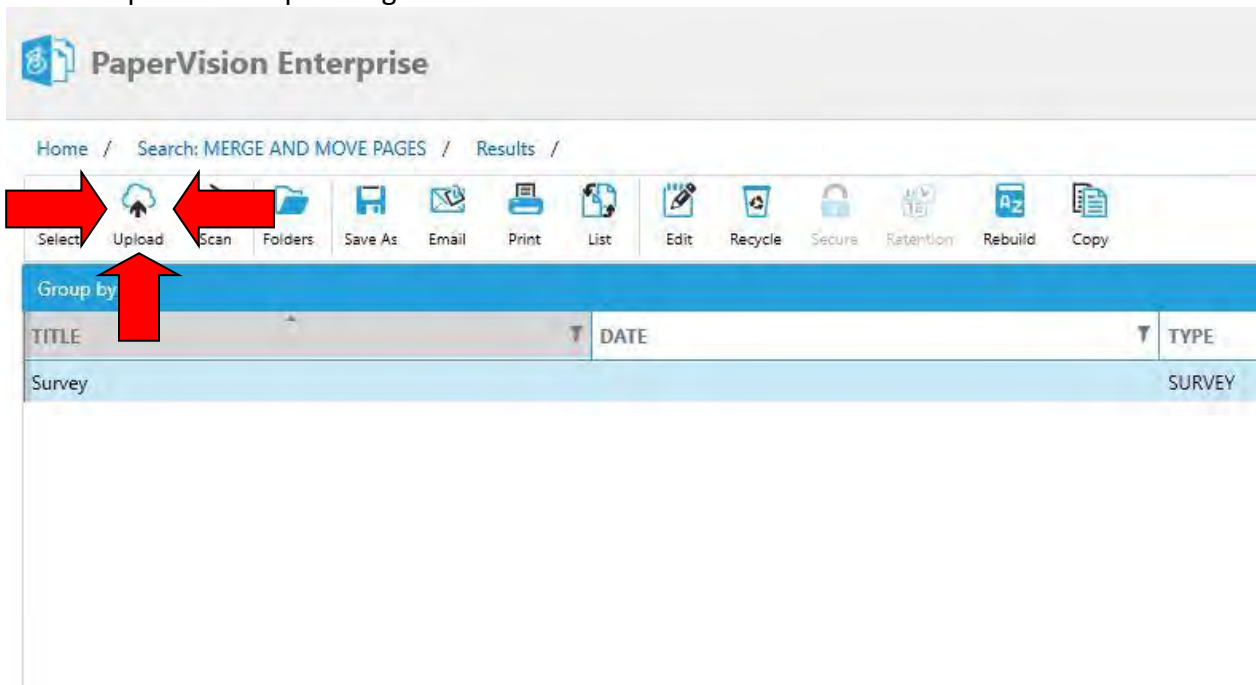 PaperVision Enterprise
Home / Search: MERGE AND MOVE PAGES / Results /
Select Upload Scan Folders Save As Email Print List Edit Recycle Secure Retention Rebuild Copy
Group by
TITLE DATE TYPE
Survey SURVEY